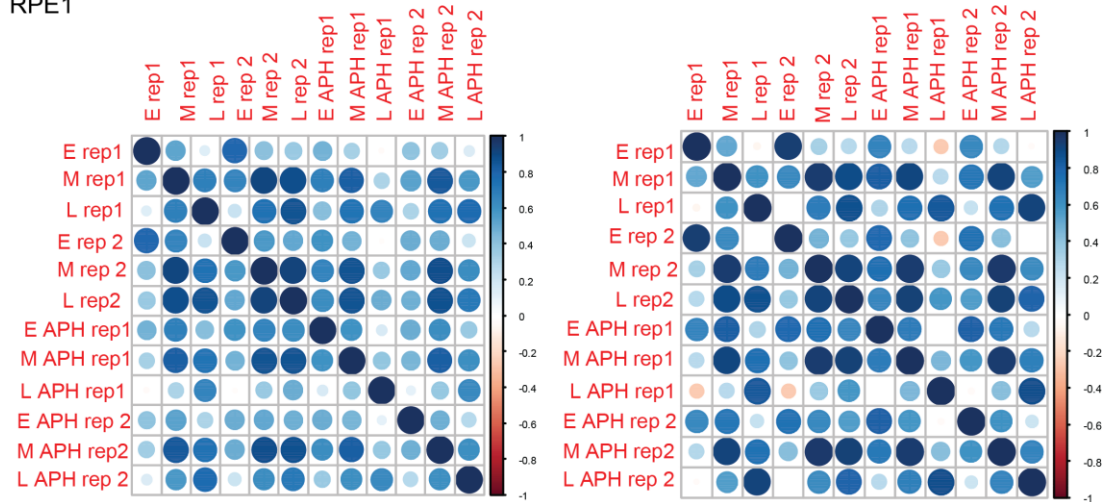 RPE1
E rep1
M rep1
L rep 1
E rep 2
M rep 2
L rep 2
E APH rep1
M APH rep1
L APH rep1
E APH rep 2
M APH rep 2
L APH rep 2
E rep1
M rep1
L rep 1
E rep 2
M rep 2
L rep 2
E APH rep1
M APH rep1
L APH rep1
E APH rep 2
M APH rep 2
L APH rep 2
E rep1
M rep1
L rep1
E rep 2
M rep 2
L rep2
E APH rep1
M APH rep1
L APH rep1
E APH rep 2
M APH rep2
L APH rep 2
1
0.8
0.6
0.4
0.2
0
-0.2
-0.4
-0.6
-0.8
-1
E rep1
M rep1
L rep1
E rep 2
M rep 2
L rep2
E APH rep1
M APH rep1
L APH rep1
E APH rep 2
M APH rep2
L APH rep 2
1
0.8
0.6
0.4
0.2
0
-0.2
-0.4
-0.6
-0.8
-1